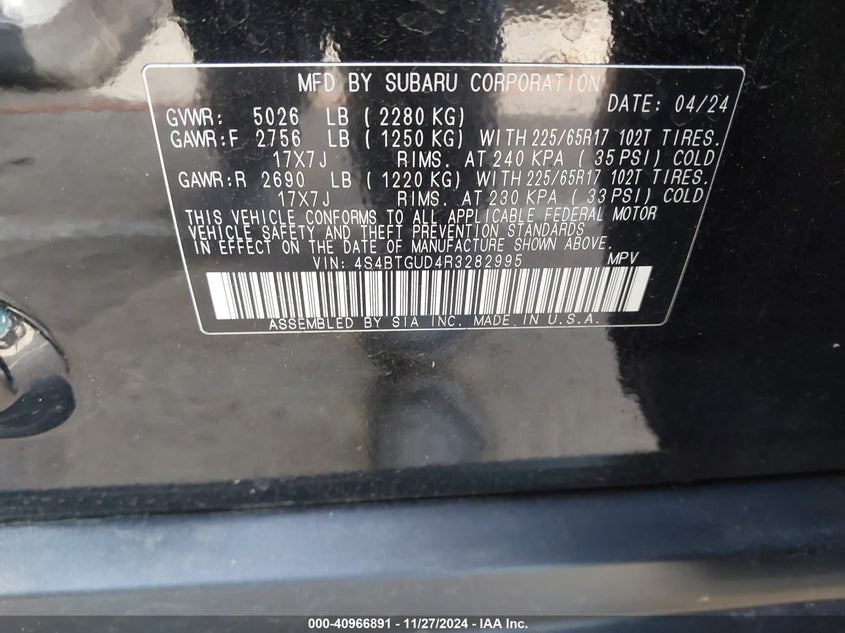 MFD BY SUBARU CORPORATION
DATE: 04/24
GVWR: 5026 LB ( 2280 KG)
GAWR:F 2756 LB ( 1250 KG) WITH 225/65R17 102T TIRES.
17X7J RIMS. AT 240 KPA ( 35 PSI) COLD
GAWR:R 2690 LB ( 1220 KG) WITH 225/65R17 102T TIRES.
17X7J RIMS. AT 230 KPA ( 33 PSI) COLD
THIS VEHICLE CONFORMS TO ALL APPLICABLE FEDERAL MOTOR
VEHICLE SAFETY AND THEFT PREVENTION STANDARDS
IN EFFECT ON THE DATE OF MANUFACTURE SHOWN ABOVE.
VIN: 4S4BTGUD4R3282995 MPV
ASSEMBLED BY SIA INC. MADE IN U.S.A.
000-40966891 - 11/27/2024 - IAA Inc.